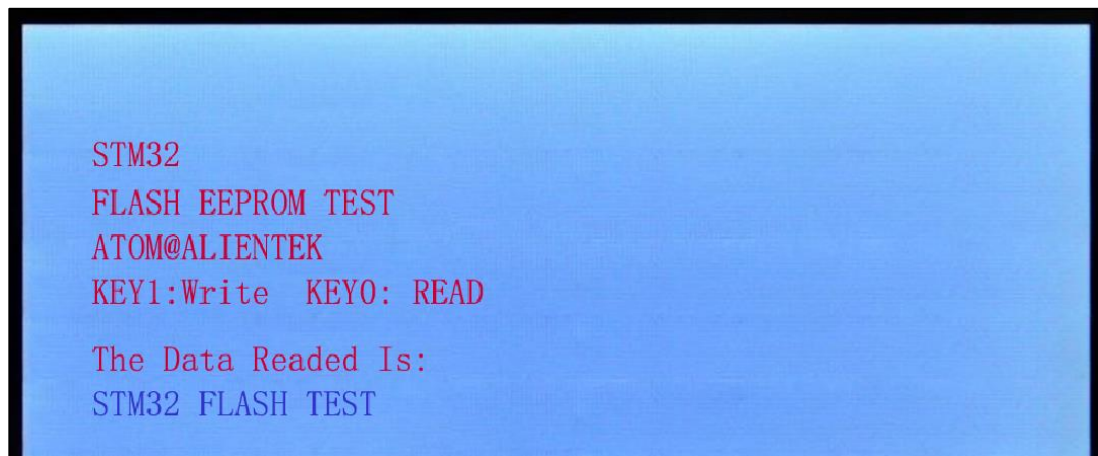 STM32
FLASH EEPROM TEST
ATOM@ALIENTEK
KEY1:Write KEY0: READ
The Data Readed Is:
STM32 FLASH TEST